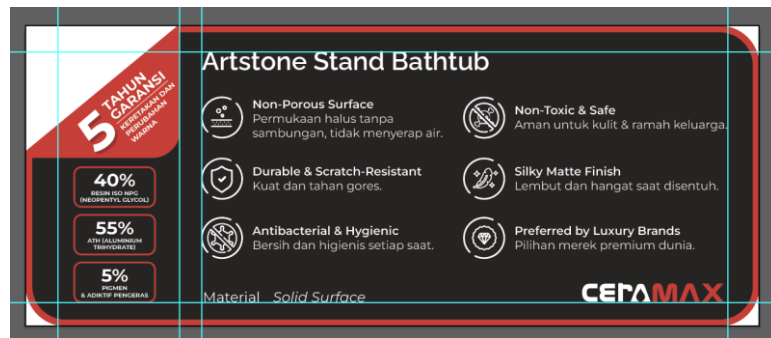 5 TAHUN
GARANSI
KERETAKAN DAN
PERUBAHAN
WARNA
40%
RESIN ISO NPG
(NEOPENTYL GLYCOL)
55%
ATH (ALUMINIUM
TRIHYDRATE)
5%
PIGMEN
& ADIKTIF PENGERAS
Artstone Stand Bathtub
Non-Porous Surface
Permukaan halus tanpa
sambungan, tidak menyerap air.
Non-Toxic & Safe
Aman untuk kulit & ramah keluarga.
Durable & Scratch-Resistant
Kuat dan tahan gores.
Silky Matte Finish
Lembut dan hangat saat disentuh.
Antibacterial & Hygienic
Bersih dan higienis setiap saat.
Preferred by Luxury Brands
Pilihan merek premium dunia.
Material Solid Surface
CERAMAX